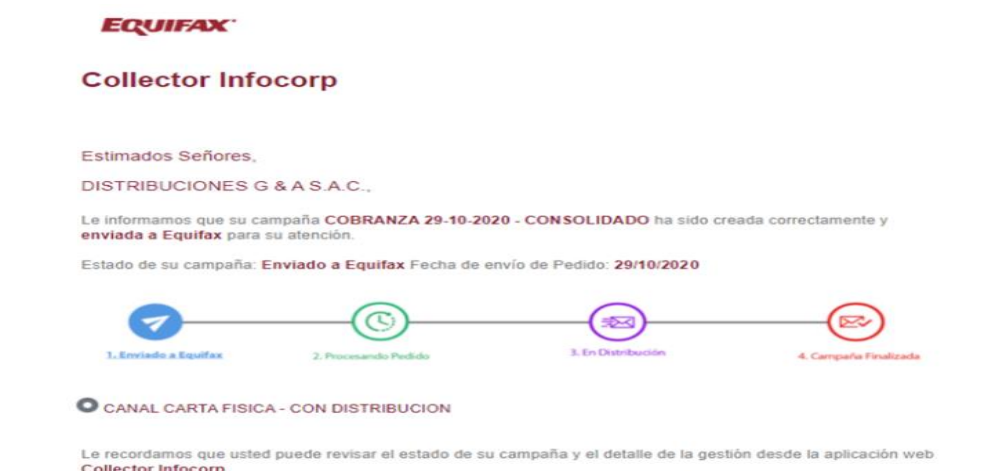 EQUIFAX
Collector Infocorp
Estimados Señores,
DISTRIBUCIONES G & A S.A.C.,
Le informamos que su campaña COBRANZA 29-10-2020 - CONSOLIDADO ha sido creada correctamente y
enviada a Equifax para su atención.
Estado de su campaña: Enviado a Equifax Fecha de envío de Pedido: 29/10/2020
1. Enviado a Equifax
2. Procesando Pedido
3. En Distribución
4. Campaña Finalizada
CANAL CARTA FISICA - CON DISTRIBUCION
Le recordamos que usted puede revisar el estado de su campaña y el detalle de la gestión desde la aplicación web
Collector Infocorp